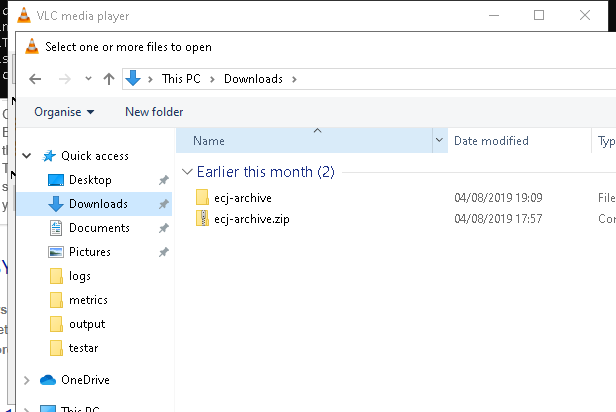 VLC media player
Select one or more files to open
This PC > Downloads >
Organise
New folder
Name
Date modified
Typ
Quick access
Desktop
Downloads
Documents
Pictures
logs
metrics
output
testar
OneDrive
This PC
Earlier this month (2)
ecj-archive 04/08/2019 19:09 File
ecj-archive.zip 04/08/2019 17:57 Con